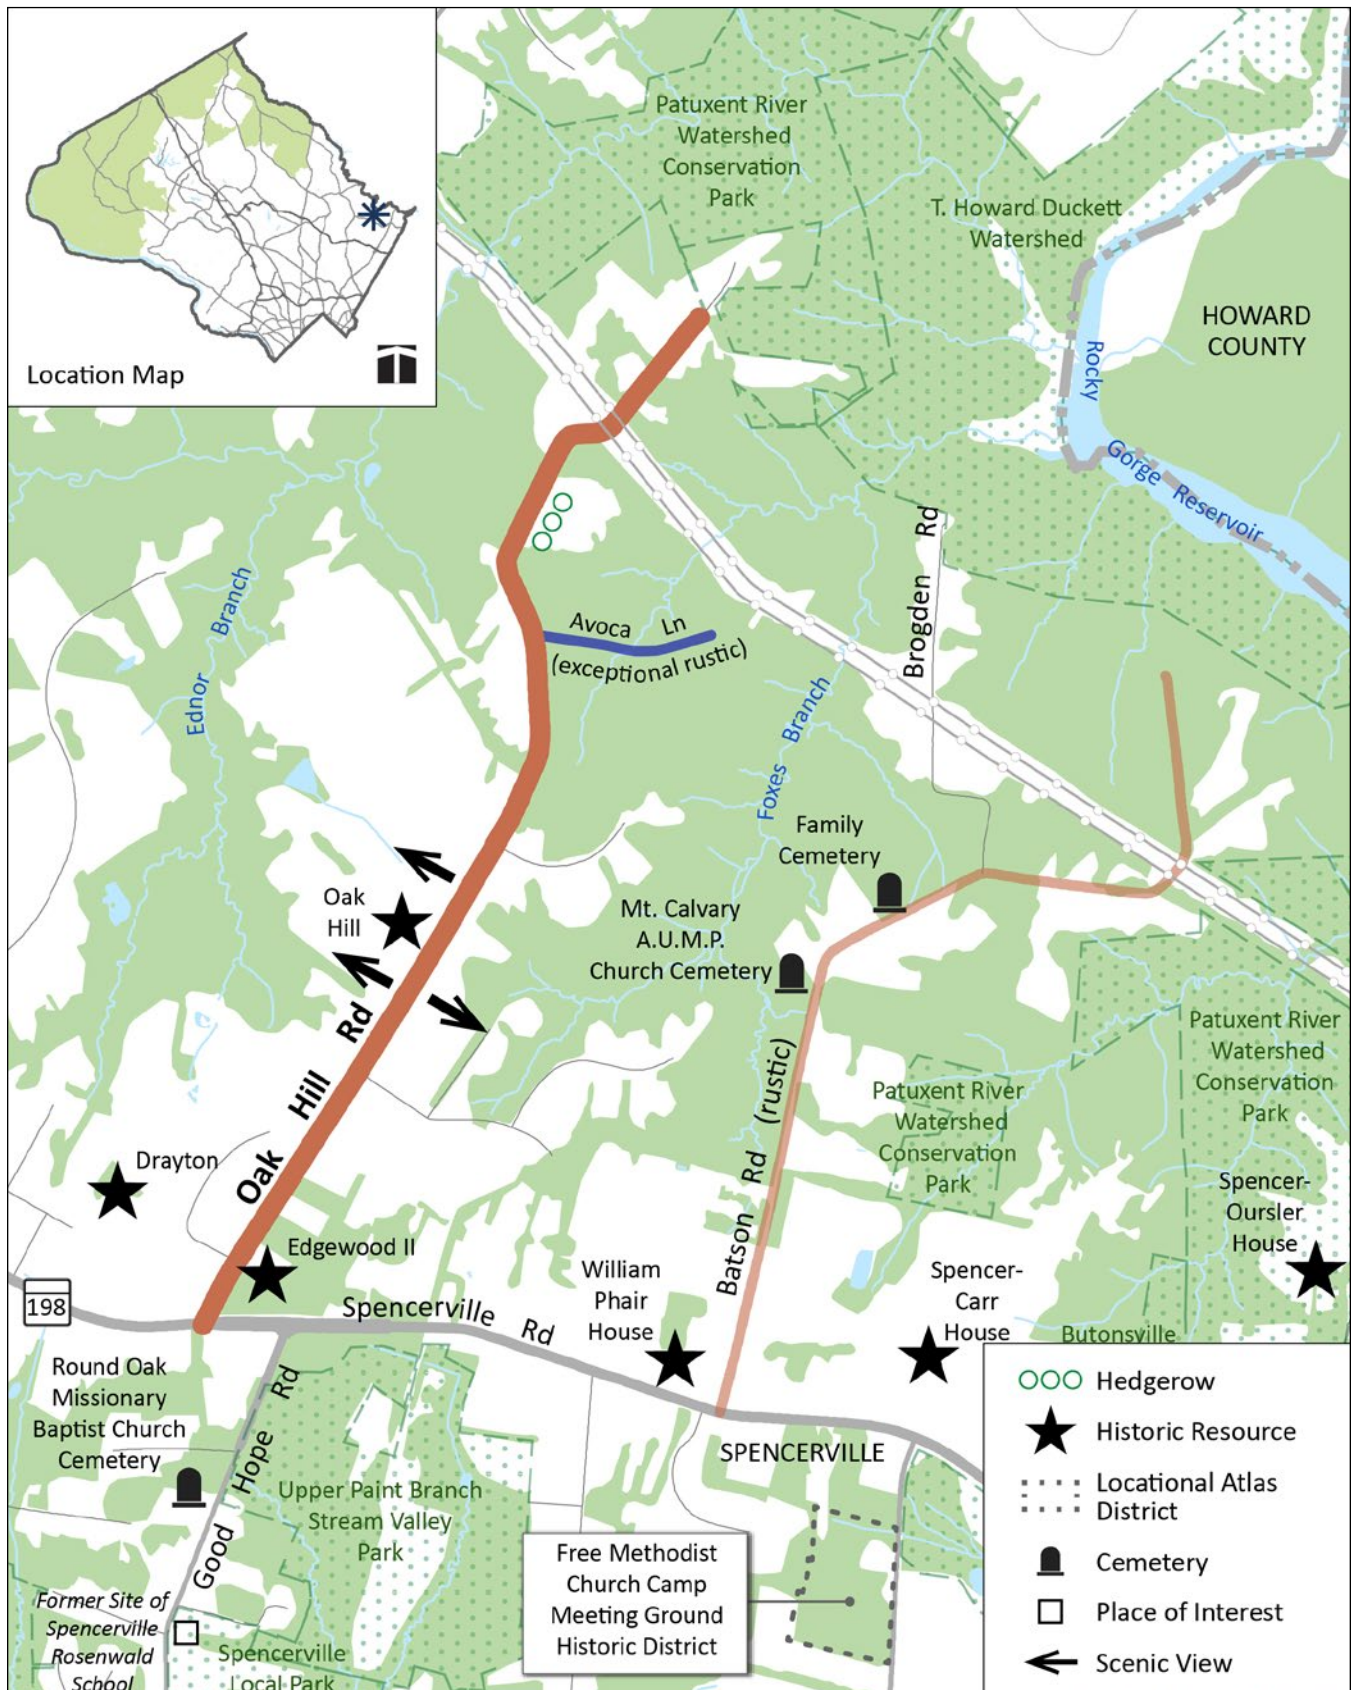 Location Map
Patuxent River
Watershed
Conservation
Park
T. Howard Duckett
Watershed
HOWARD
COUNTY
Rocky
Gorge Reservoir
Brogden Rd
Ednor Branch
Avoca Ln
(exceptional rustic)
Foxes Branch
Family
Cemetery
Oak
Hill
Mt. Calvary
A.U.M.P.
Church Cemetery
Oak Hill Rd
Patuxent River
Watershed
Conservation
Park
Patuxent River
Watershed
Conservation
Park
Batson Rd (rustic)
Drayton
Spencer-
Oursler
House
Edgewood II
William
Phair
House
Spencer-
Carr
House
198
Spencerville Rd
Butonsville
Round Oak
Missionary
Baptist Church
Cemetery
Good Hope Rd
SPENCERVILLE
Upper Paint Branch
Stream Valley
Park
Free Methodist
Church Camp
Meeting Ground
Historic District
Former Site of
Spencerville
Rosenwald
School
Spencerville
Local Park
Hedgerow
Historic Resource
Locational Atlas
District
Cemetery
Place of Interest
Scenic View